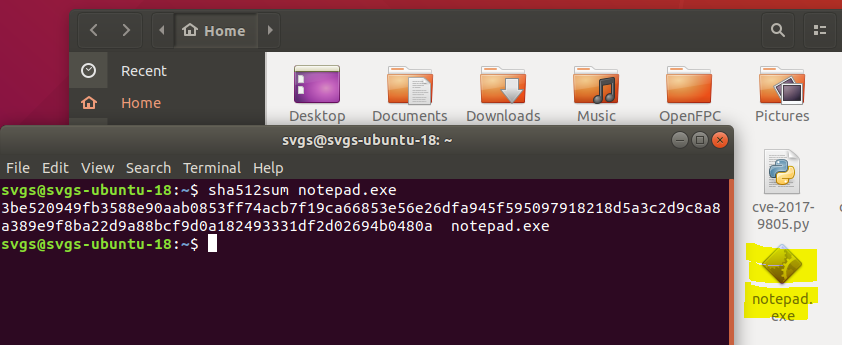 Home
Recent
Home
Desktop
Documents
Downloads
Music
OpenFPC
Pictures
svgs@svgs-ubuntu-18: ~
File Edit View Search Terminal Help
svgs@svgs-ubuntu-18:~$ sha512sum notepad.exe
3be520949fb3588e90aab0853ff74acb7f19ca66853e56e26dfa945f595097918218d5a3c2d9c8a8
a389e9f8ba22d9a88bcf9d0a182493331df2d02694b0480a  notepad.exe
svgs@svgs-ubuntu-18:~$
cve-2017-
9805.py
notepad.
exe